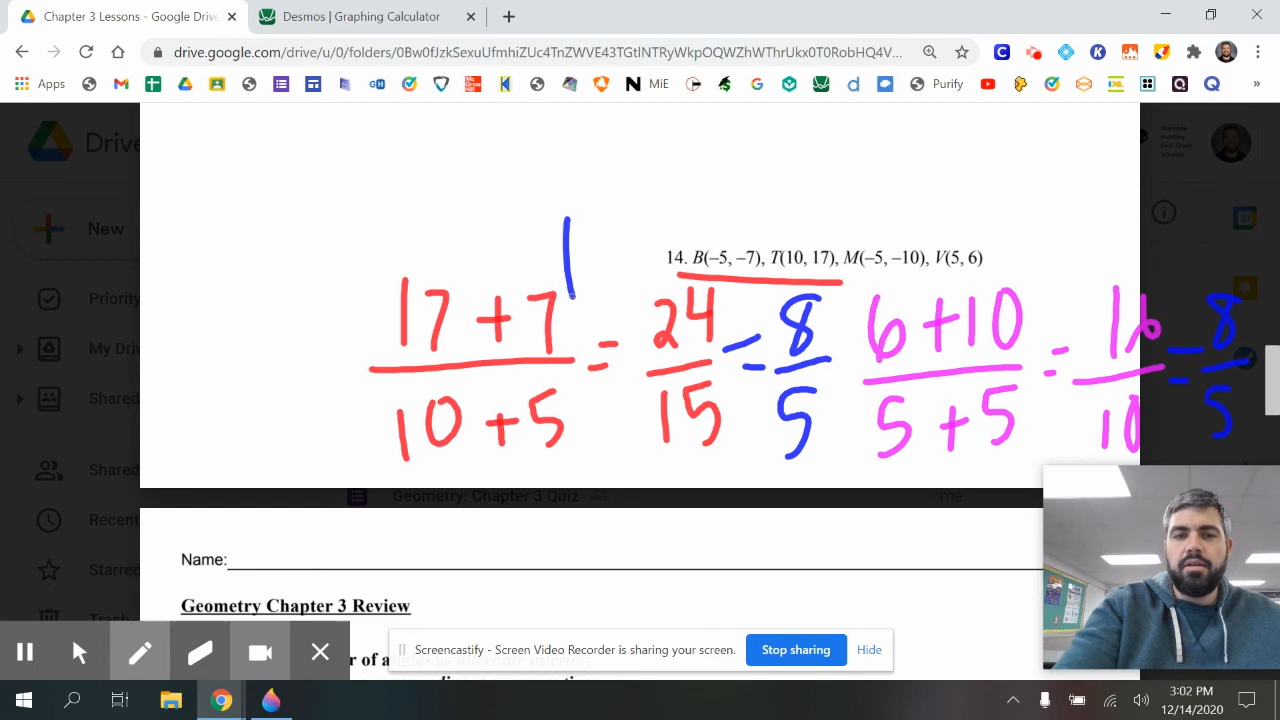 Chapter 3 Lessons - Google Drive
Desmos | Graphing Calculator
drive.google.com/drive/u/0/folders/0Bw0fJzkSexuUfmhiZUc4TnZWVE43TGtlNTRyWkpOQWZhWThrUkx0T0RobHQ4V...
Apps
MiE
Purify
»
Drive
New
Priority
My Driv
Shared
Shared
Recen
Starred
Trash
14. B(–5, –7), T(10, 17), M(–5, –10), V(5, 6)
17 + 7 = 24 = 8 6 + 10 = 16 = 8
10 + 5 15 5 5 + 5 10 5
Geometry: Chapter 3 Quiz
me
Name:
Geometry Chapter 3 Review
Screencastify - Screen Video Recorder is sharing your screen.
Stop sharing
Hide
3:02 PM
12/14/2020